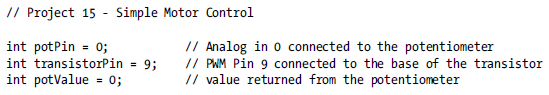 // Project 15 - Simple Motor Control
int potPin = 0; // Analog in 0 connected to the potentiometer
int transistorPin = 9; // PWM Pin 9 connected to the base of the transistor
int potValue = 0; // value returned from the potentiometer